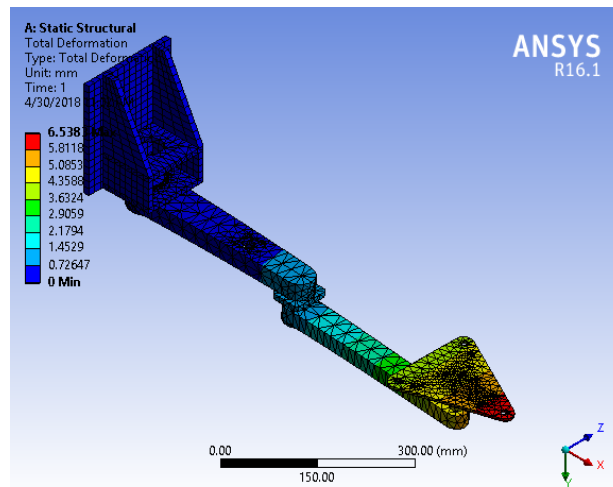 A: Static Structural
Total Deformation
Type: Total Deforma
Unit: mm
Time: 1
4/30/2018
ANSYS
R16.1
6.538
5.8118
5.0853
4.3588
3.6324
2.9059
2.1794
1.4529
0.72647
0 Min
0.00
300.00 (mm)
150.00
Z
X
Y